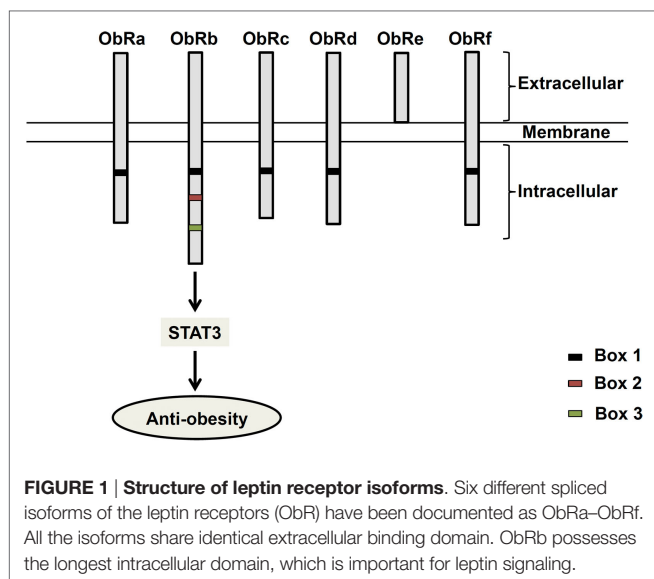 ObRa ObRb ObRc ObRd ObRe ObRf
Extracellular
Membrane
Intracellular
STAT3
Anti-obesity
Box 1
Box 2
Box 3
FIGURE 1 | Structure of leptin receptor isoforms. Six different spliced
isoforms of the leptin receptors (ObR) have been documented as ObRa–ObRf.
All the isoforms share identical extracellular binding domain. ObRb possesses
the longest intracellular domain, which is important for leptin signaling.